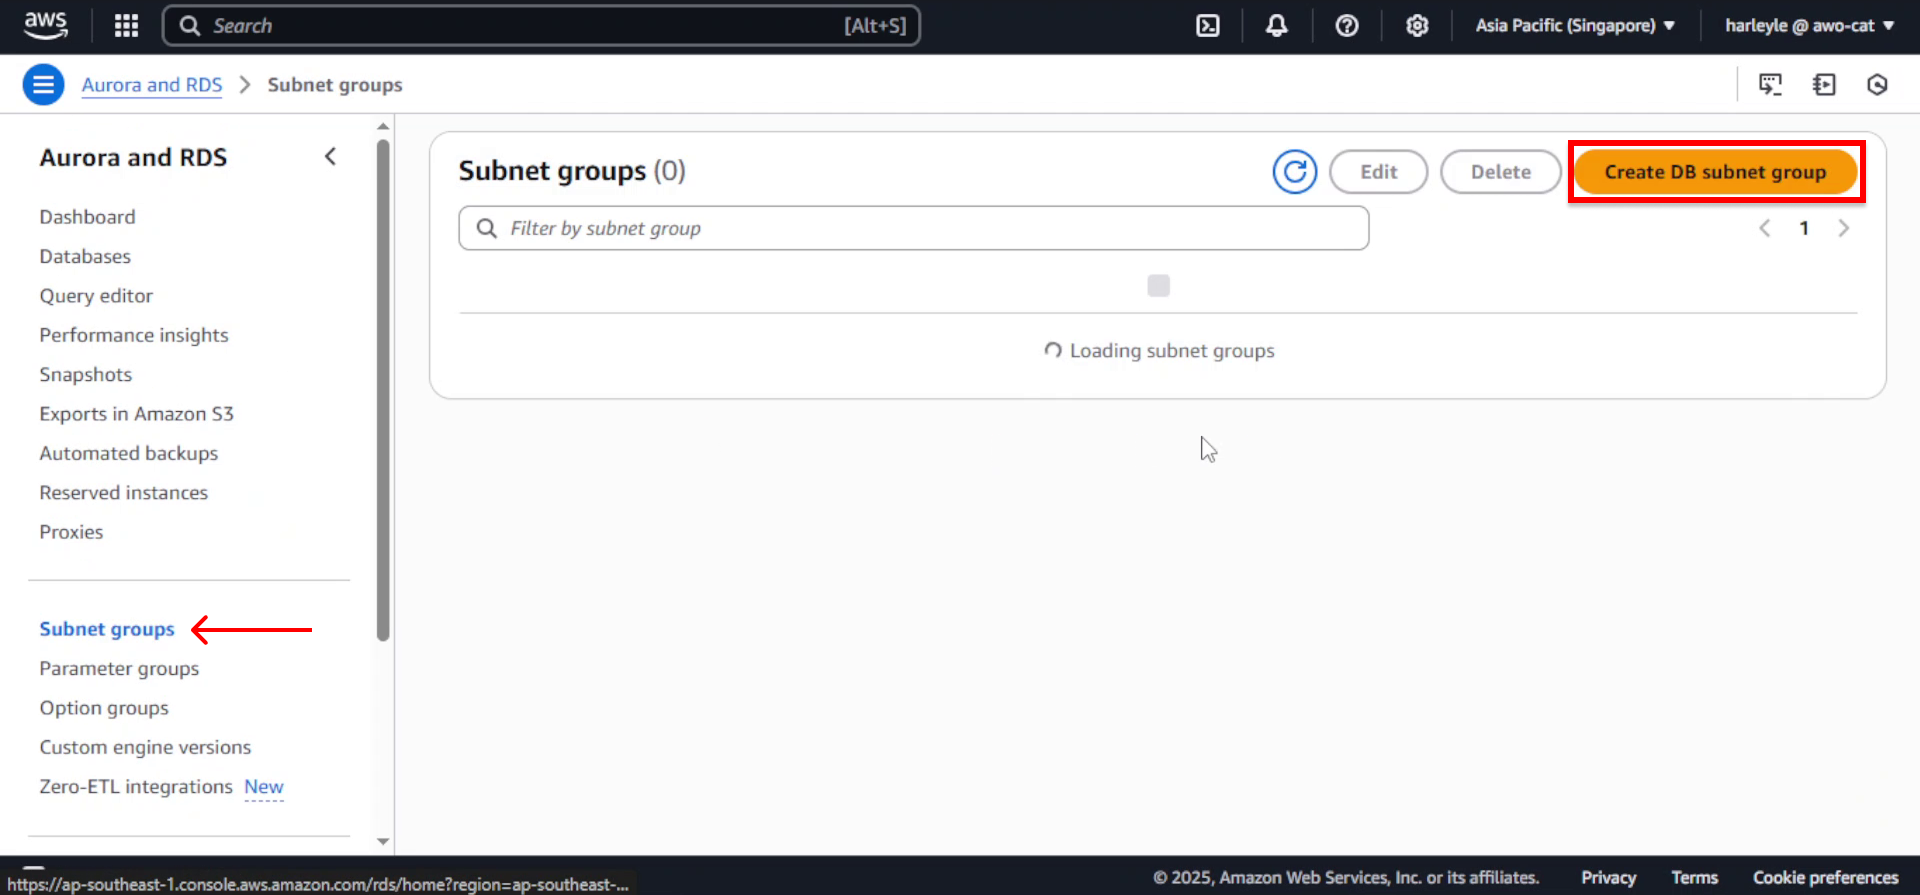 aws
Search [Alt+S]
Asia Pacific (Singapore)
harleyle @ awo-cat
Aurora and RDS
Subnet groups
Aurora and RDS
Dashboard
Databases
Query editor
Performance insights
Snapshots
Exports in Amazon S3
Automated backups
Reserved instances
Proxies
Subnet groups
Parameter groups
Option groups
Custom engine versions
Zero-ETL integrations New
Subnet groups (0)
Edit
Delete
Create DB subnet group
Filter by subnet group
1
Loading subnet groups
https://ap-southeast-1.console.aws.amazon.com/rds/home?region=ap-southeast-...
© 2025, Amazon Web Services, Inc. or its affiliates.
Privacy
Terms
Cookie preferences